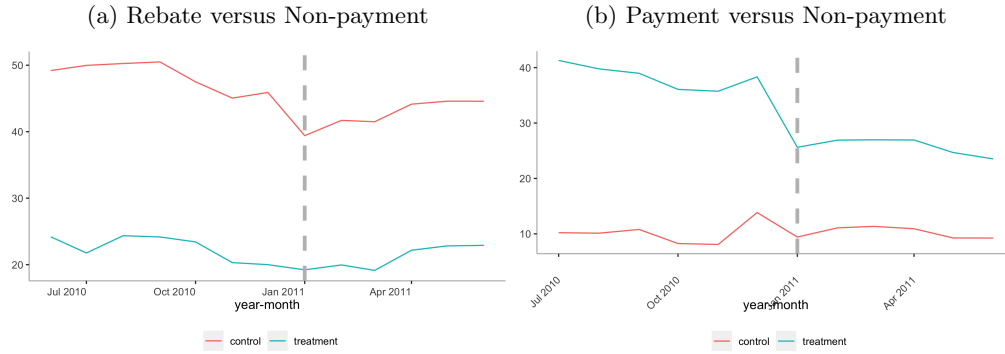 (a) Rebate versus Non-payment
50
40
30
20
Jul 2010
Oct 2010
Jan 2011
Apr 2011
year-month
control
treatment
(b) Payment versus Non-payment
40
30
20
10
Jul 2010
Oct 2010
Jan 2011
Apr 2011
year-month
control
treatment